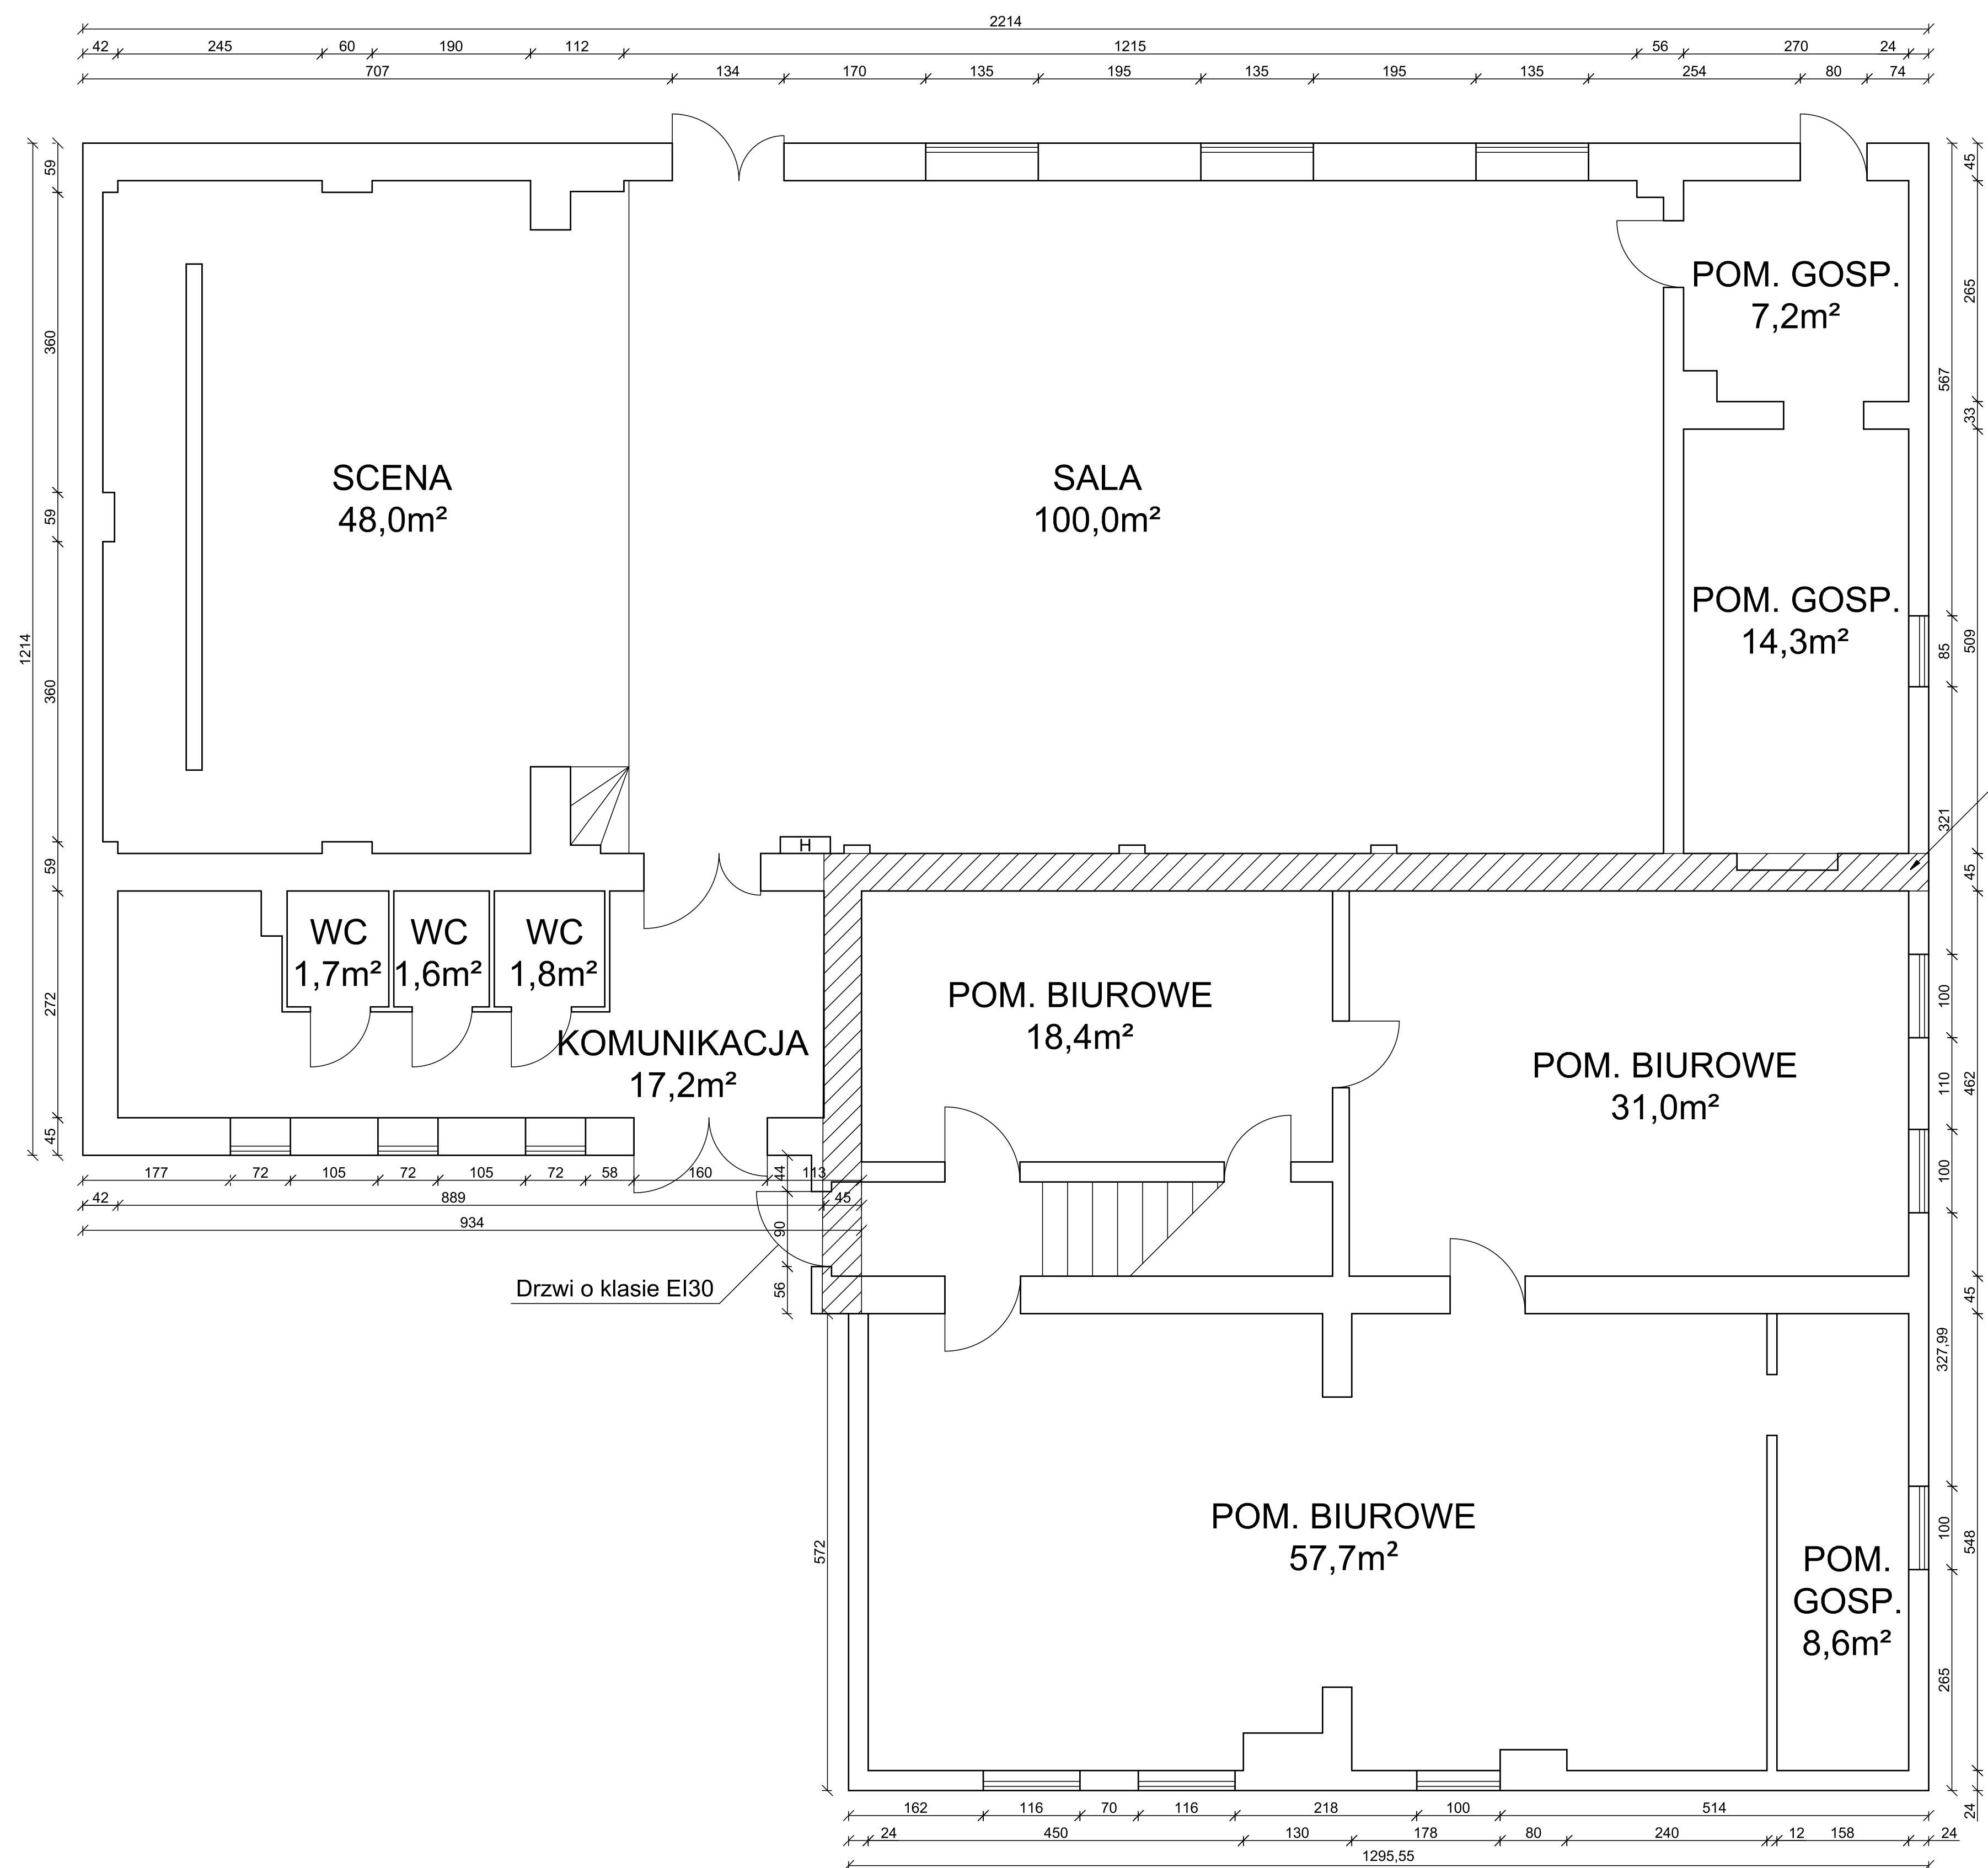 2214
42 245 60 190 112 1215 56 270 24
707 134 170 135 195 135 195 135 254 80 74
59
45
360
265
POM. GOSP.
7,2m²
567
33
SCENA
48,0m²
SALA
100,0m²
59
POM. GOSP.
14,3m²
1214
509
85
360
321
H
59
45
WC
1,7m²
WC
1,6m²
WC
1,8m²
272
KOMUNIKACJA
17,2m²
POM. BIUROWE
18,4m²
POM. BIUROWE
31,0m²
100
110
462
100
45
177 72 105 72 105 72 58 160 113
44
42 889 45
934
90
Drzwi o klasie EI30
56
45
327,99
572
POM. BIUROWE
57,7m²
100
548
POM.
GOSP.
8,6m²
265
162 116 70 116 218 100 514
24
24 450 130 178 80 240 12 158 24
1295,55